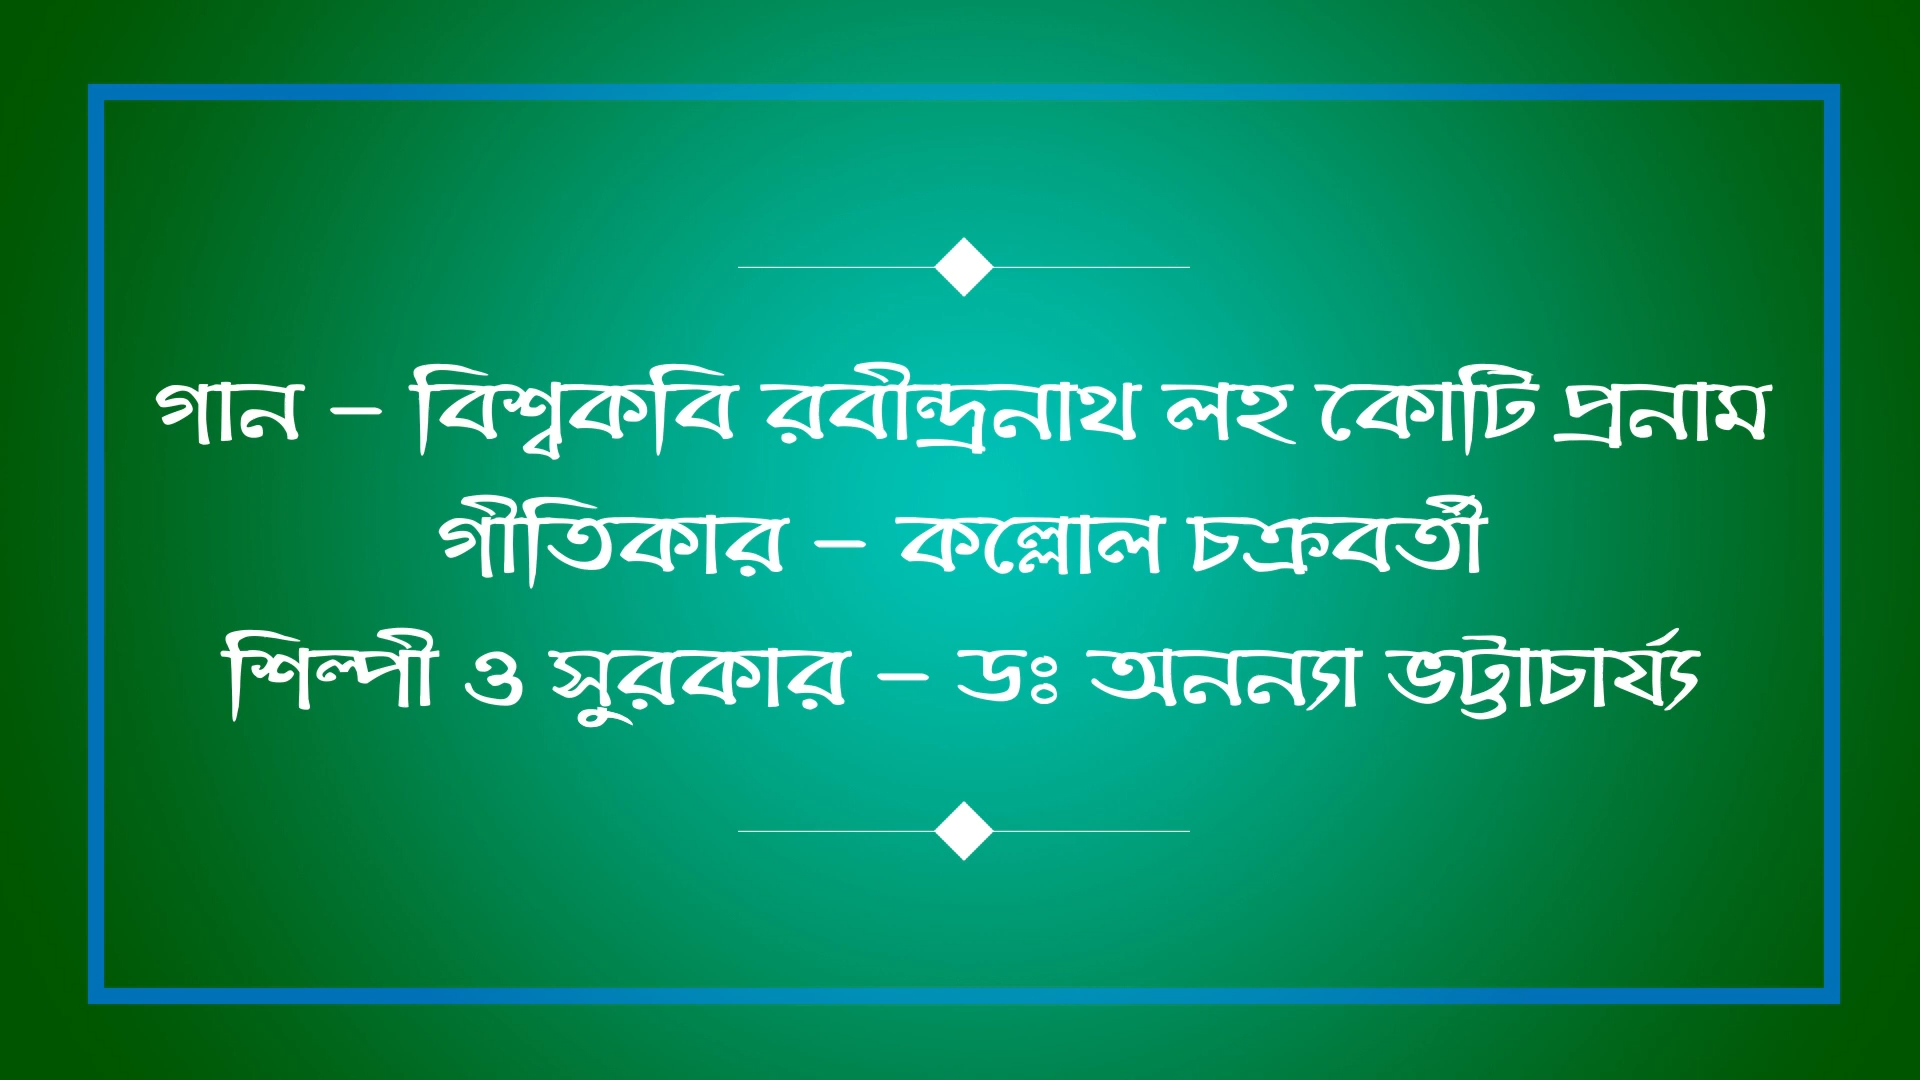 গান – বিশ্বকবি রবীন্দ্রনাথ লহ কোটি প্রনাম
গীতিকার – কল্লোল চক্রবর্তী
শিল্পী ও সুরকার – ডঃ অনন্যা ভট্টাচার্য্য